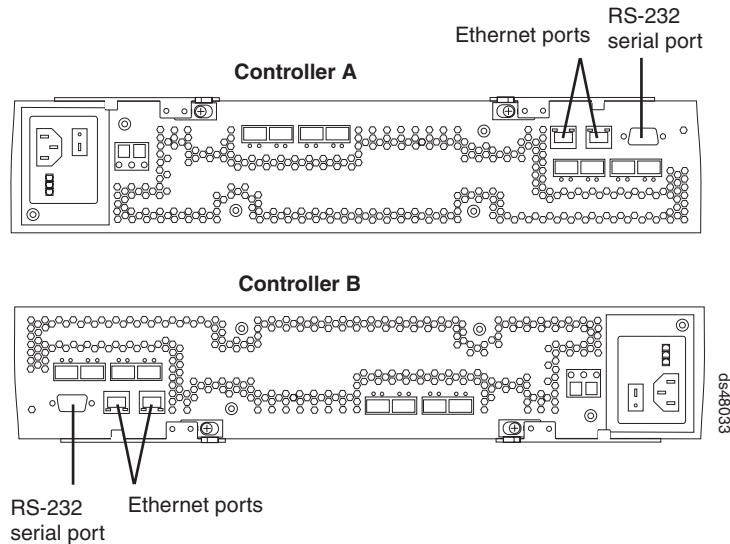 RS-232
serial port
Ethernet ports
Controller A
Controller B
ds48033
RS-232
serial port
Ethernet ports